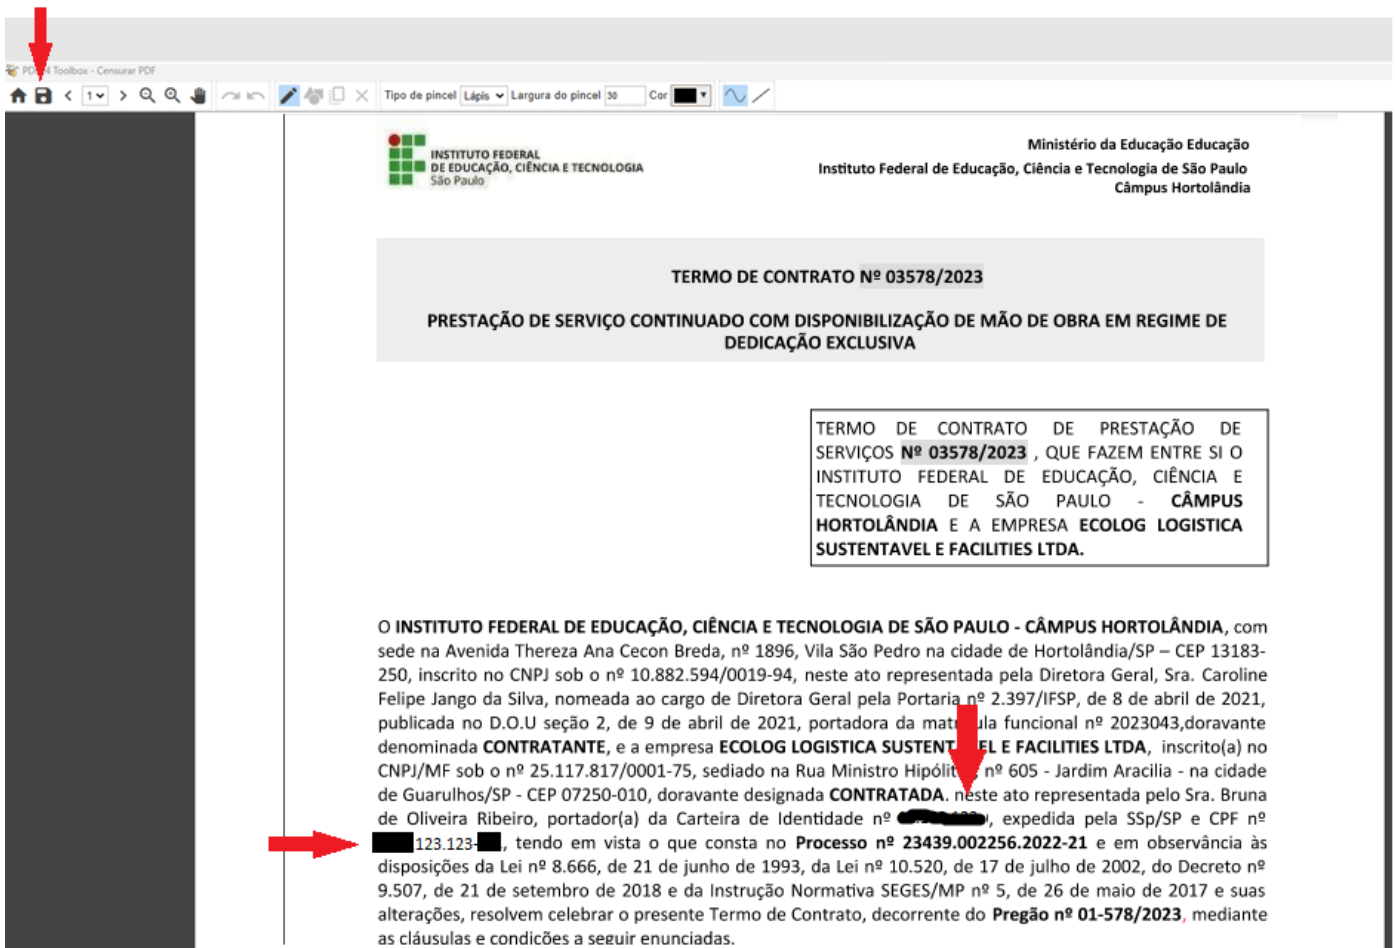 Toolbox - Censurar PDF
1
Tipo de pincel Lápis Largura do pincel 30 Cor
INSTITUTO FEDERAL
DE EDUCAÇÃO, CIÊNCIA E TECNOLOGIA
São Paulo
Ministério da Educação Educação
Instituto Federal de Educação, Ciência e Tecnologia de São Paulo
Câmpus Hortolândia
TERMO DE CONTRATO Nº 03578/2023
PRESTAÇÃO DE SERVIÇO CONTINUADO COM DISPONIBILIZAÇÃO DE MÃO DE OBRA EM REGIME DE
DEDICAÇÃO EXCLUSIVA
TERMO DE CONTRATO DE PRESTAÇÃO DE
SERVIÇOS Nº 03578/2023 , QUE FAZEM ENTRE SI O
INSTITUTO FEDERAL DE EDUCAÇÃO, CIÊNCIA E
TECNOLOGIA DE SÃO PAULO - CÂMPUS
HORTOLÂNDIA E A EMPRESA ECOLOG LOGISTICA
SUSTENTAVEL E FACILITIES LTDA.
O INSTITUTO FEDERAL DE EDUCAÇÃO, CIÊNCIA E TECNOLOGIA DE SÃO PAULO - CÂMPUS HORTOLÂNDIA, com
sede na Avenida Thereza Ana Cecon Breda, nº 1896, Vila São Pedro na cidade de Hortolândia/SP – CEP 13183-
250, inscrito no CNPJ sob o nº 10.882.594/0019-94, neste ato representada pela Diretora Geral, Sra. Caroline
Felipe Jango da Silva, nomeada ao cargo de Diretora Geral pela Portaria nº 2.397/IFSP, de 8 de abril de 2021,
publicada no D.O.U seção 2, de 9 de abril de 2021, portadora da matrícula funcional nº 2023043,doravante
denominada CONTRATANTE, e a empresa ECOLOG LOGISTICA SUSTENTAVEL E FACILITIES LTDA, inscrito(a) no
CNPJ/MF sob o nº 25.117.817/0001-75, sediado na Rua Ministro Hipólito, nº 605 - Jardim Aracilia - na cidade
de Guarulhos/SP - CEP 07250-010, doravante designada CONTRATADA. neste ato representada pelo Sra. Bruna
de Oliveira Ribeiro, portador(a) da Carteira de Identidade nº , expedida pela SSp/SP e CPF nº
123.123- , tendo em vista o que consta no Processo nº 23439.002256.2022-21 e em observância às
disposições da Lei nº 8.666, de 21 de junho de 1993, da Lei nº 10.520, de 17 de julho de 2002, do Decreto nº
9.507, de 21 de setembro de 2018 e da Instrução Normativa SEGES/MP nº 5, de 26 de maio de 2017 e suas
alterações, resolvem celebrar o presente Termo de Contrato, decorrente do Pregão nº 01-578/2023, mediante
as cláusulas e condições a seguir enunciadas.